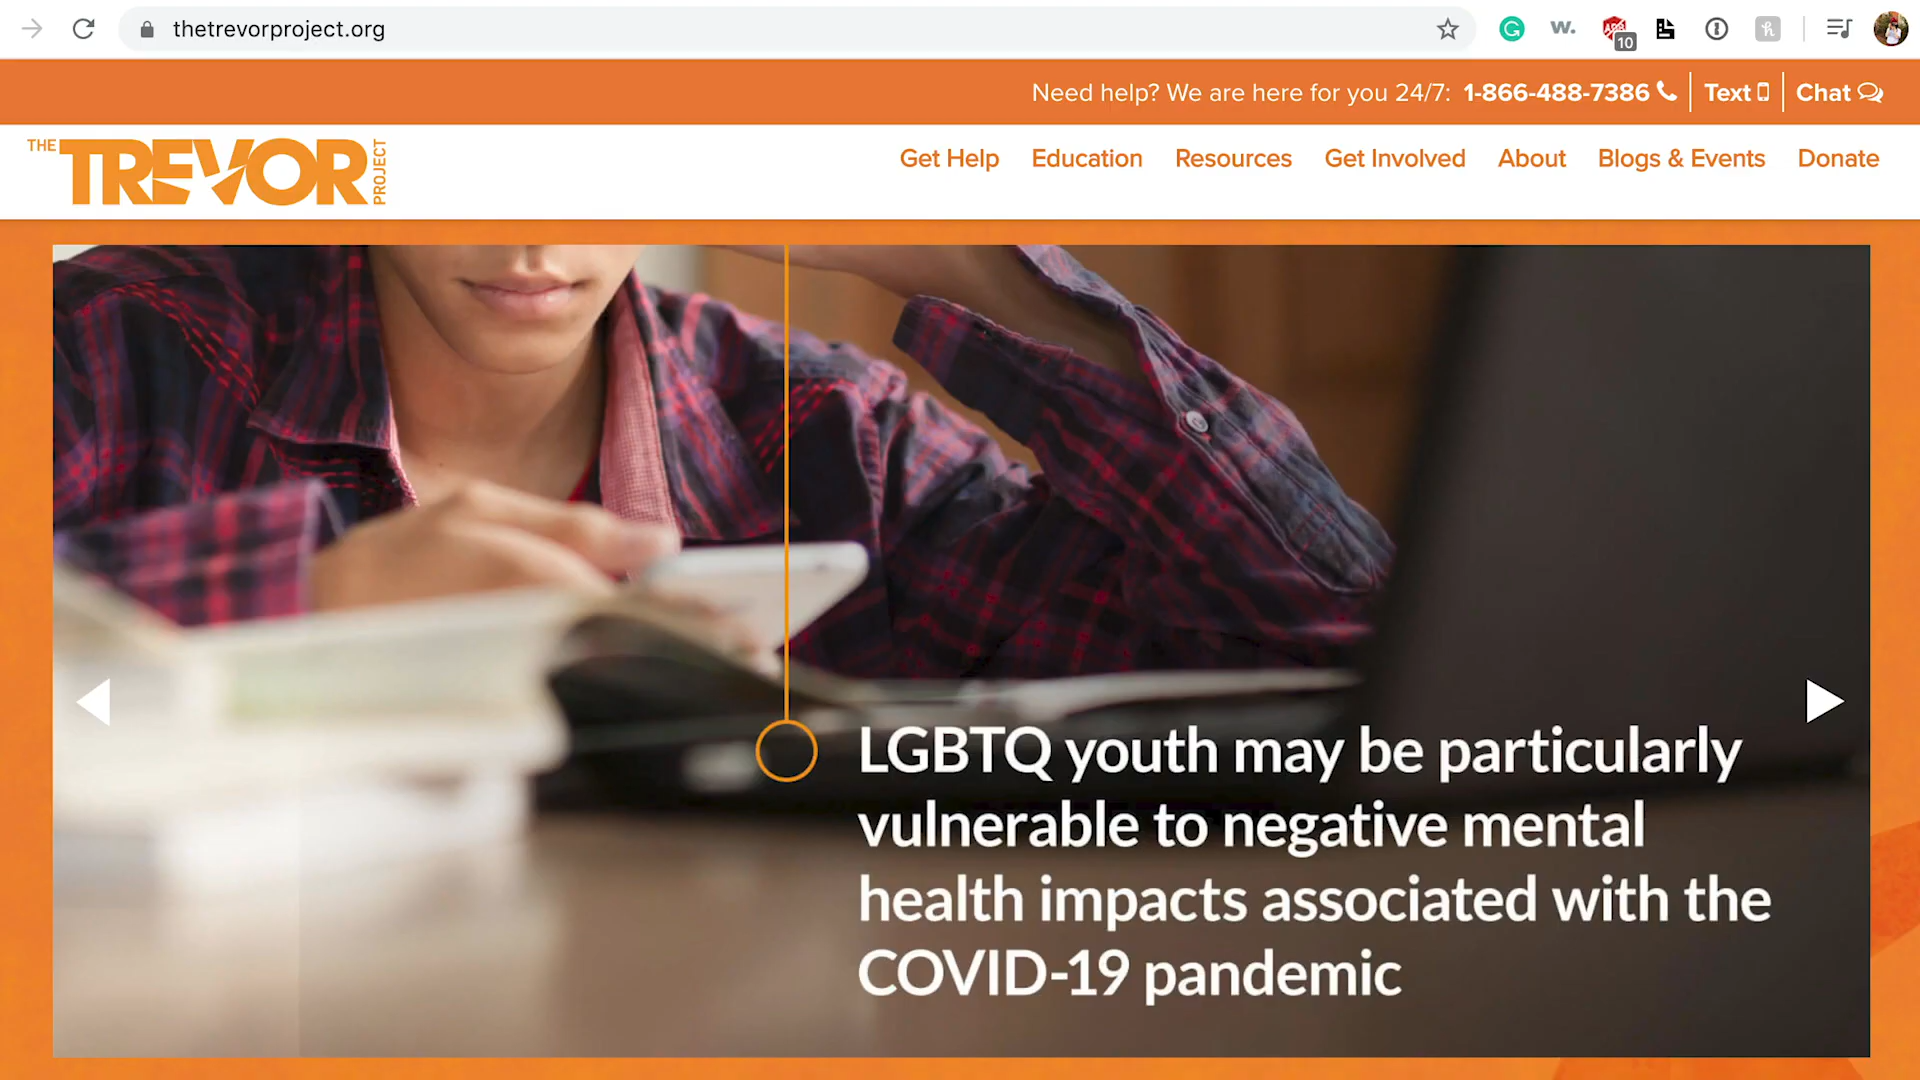 thetrevorproject.org
w.
10
Need help? We are here for you 24/7: 1-866-488-7386 Text Chat
THE TREVOR PROJECT
Get Help Education Resources Get Involved About Blogs & Events Donate
LGBTQ youth may be particularly
vulnerable to negative mental
health impacts associated with the
COVID-19 pandemic